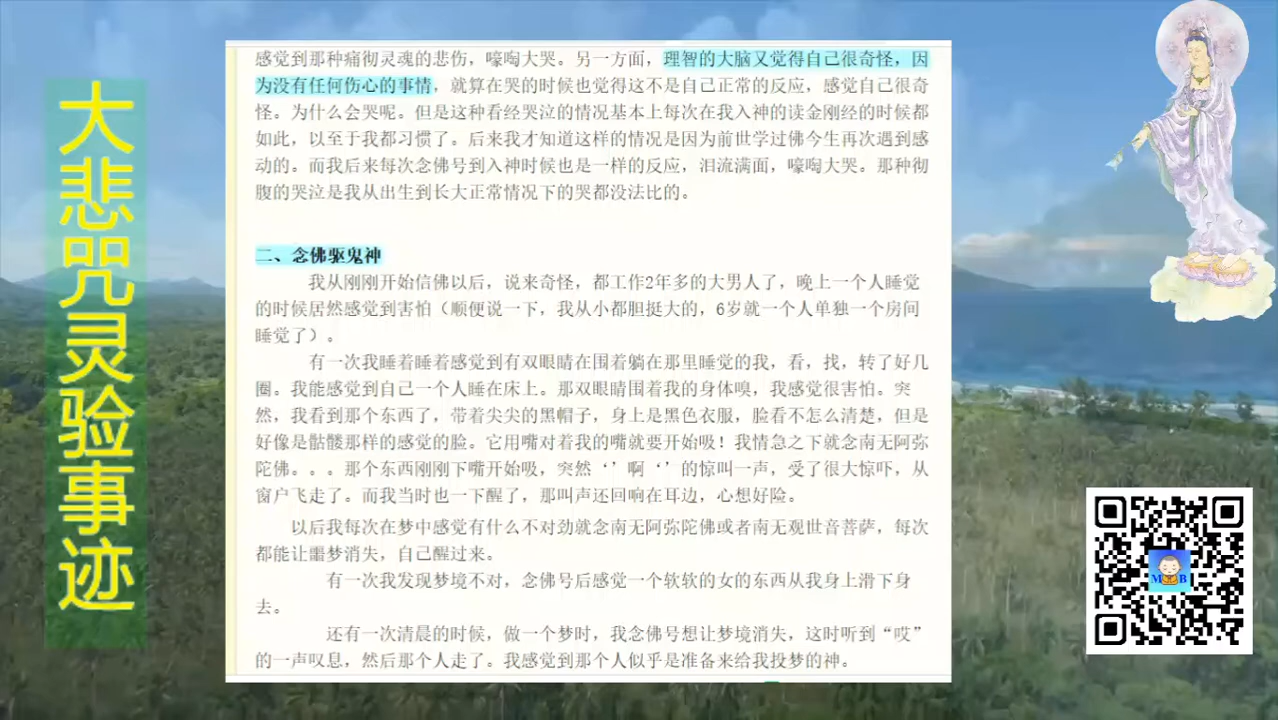 大悲咒灵验事迹
感觉到那种痛彻灵魂的悲伤，嚎啕大哭。另一方面，理智的大脑又觉得自己很奇怪，因
为没有任何伤心的事情，就算在哭的时候也觉得这不是自己正常的反应，感觉自己很奇
怪。为什么会哭呢。但是这种看经哭泣的情况基本上每次在我入神的读金刚经的时候都
如此，以至于我都习惯了。后来我才知道这样的情况是因为前世学过佛今生再次遇到感
动的。而我后来每次念佛号到入神时候也是一样的反应，泪流满面，嚎啕大哭。那种彻
腹的哭泣是我从出生到长大正常情况下的哭都没法比的。
二、念佛驱鬼神
我从刚刚开始信佛以后，说来奇怪，都工作2年多的大男人了，晚上一个人睡觉
的时候居然感觉到害怕（顺便说一下，我从小都胆挺大的，6岁就一个人单独一个房间
睡觉了）。
有一次我睡着睡着感觉到有双眼睛在围着躺在那里睡觉的我，看，找，转了好几
圈。我能感觉到自己一个人睡在床上。那双眼睛围着我的身体嗅，我感觉很害怕。突
然，我看到那个东西了，带着尖尖的黑帽子，身上是黑色衣服，脸看不怎么清楚，但是
好像是骷髅那样的感觉的脸。它用嘴对着我的嘴就要开始吸！我情急之下就念南无阿弥
陀佛。。。那个东西刚刚下嘴开始吸，突然‘’啊‘’的惊叫一声，受了很大惊吓，从
窗户飞走了。而我当时也一下醒了，那叫声还回响在耳边，心想好险。
以后我每次在梦中感觉有什么不对劲就念南无阿弥陀佛或者南无观世音菩萨，每次
都能让噩梦消失，自己醒过来。
有一次我发现梦境不对，念佛号后感觉一个软软的女的东西从我身上滑下身
去。
还有一次清晨的时候，做一个梦时，我念佛号想让梦境消失，这时听到“哎”
的一声叹息，然后那个人走了。我感觉到那个人似乎是准备来给我投梦的神。
M B